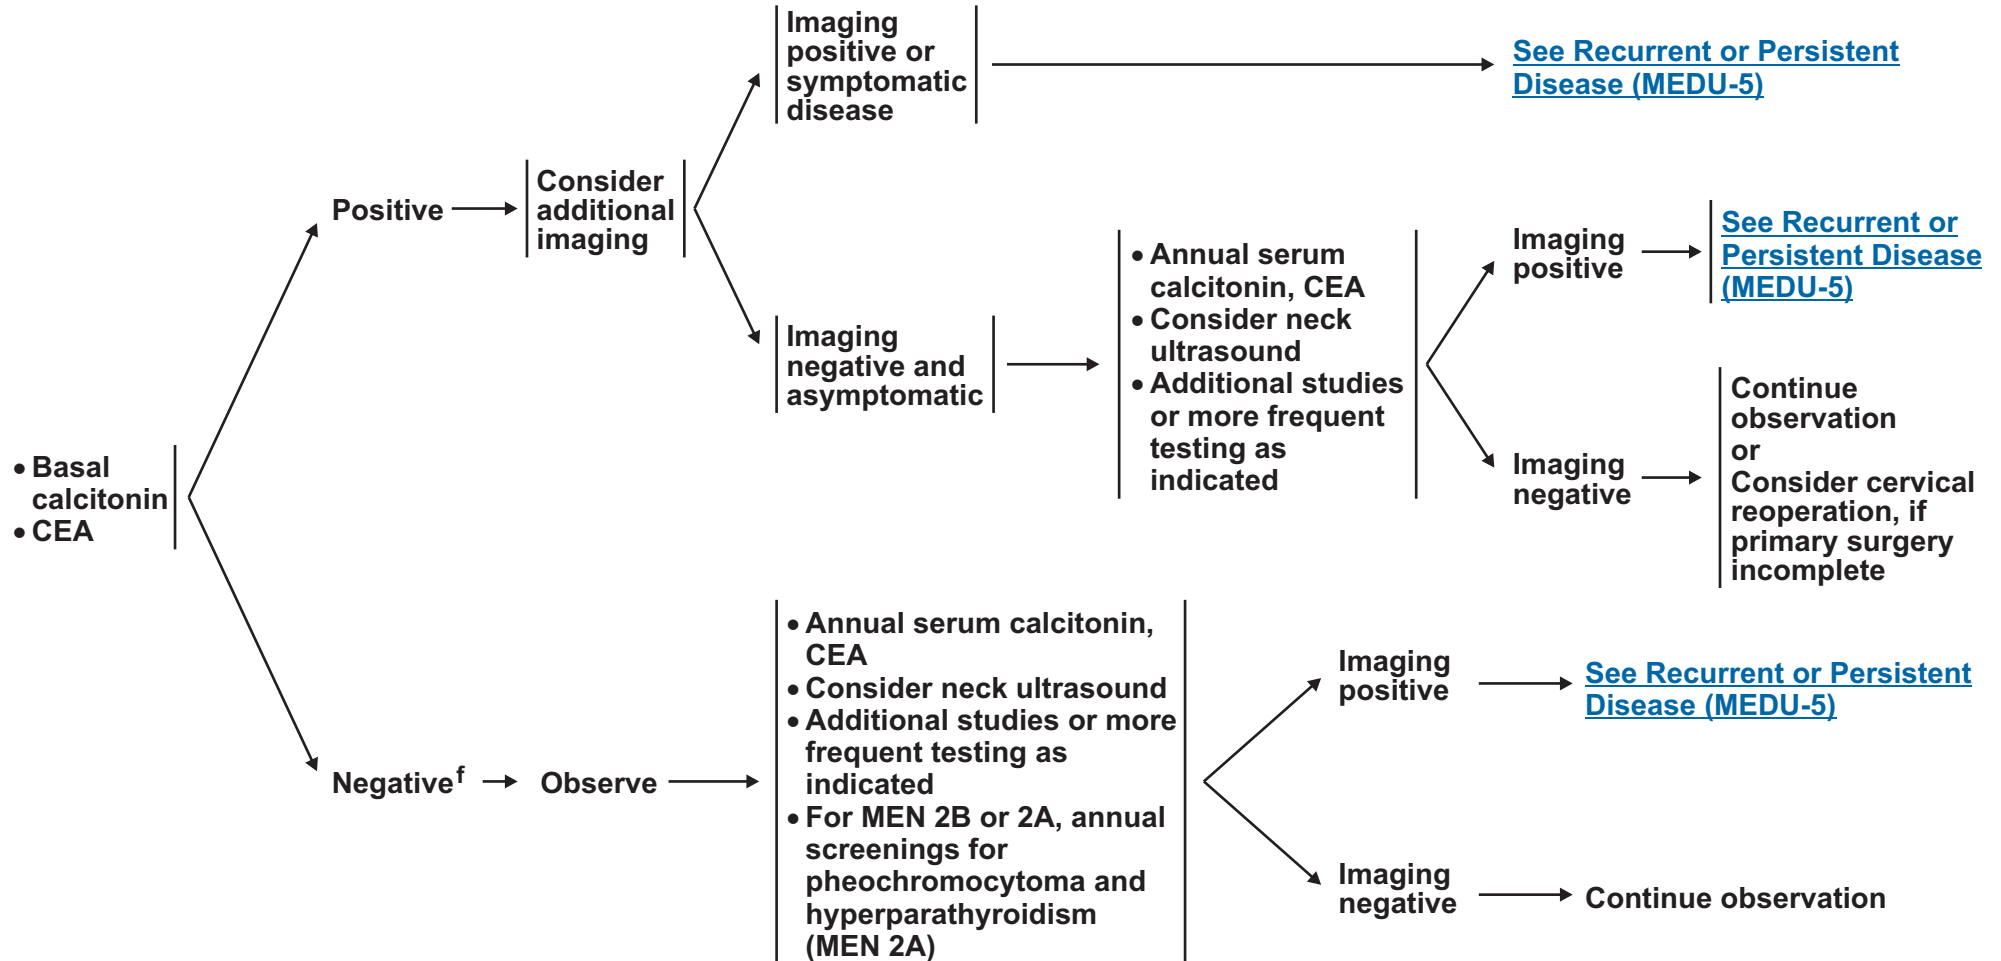 • Basal
calcitonin
• CEA
Positive
Consider
additional
imaging
Imaging
positive or
symptomatic
disease
See Recurrent or Persistent
Disease (MEDU-5)
Imaging
negative and
asymptomatic
• Annual serum
calcitonin, CEA
• Consider neck
ultrasound
• Additional studies
or more frequent
testing as
indicated
Imaging
positive
See Recurrent or
Persistent Disease
(MEDU-5)
Imaging
negative
Continue
observation
or
Consider cervical
reoperation, if
primary surgery
incomplete
Negativeᶠ
Observe
• Annual serum calcitonin,
CEA
• Consider neck ultrasound
• Additional studies or more
frequent testing as
indicated
• For MEN 2B or 2A, annual
screenings for
pheochromocytoma and
hyperparathyroidism
(MEN 2A)
Imaging
positive
See Recurrent or Persistent
Disease (MEDU-5)
Imaging
negative
Continue observation